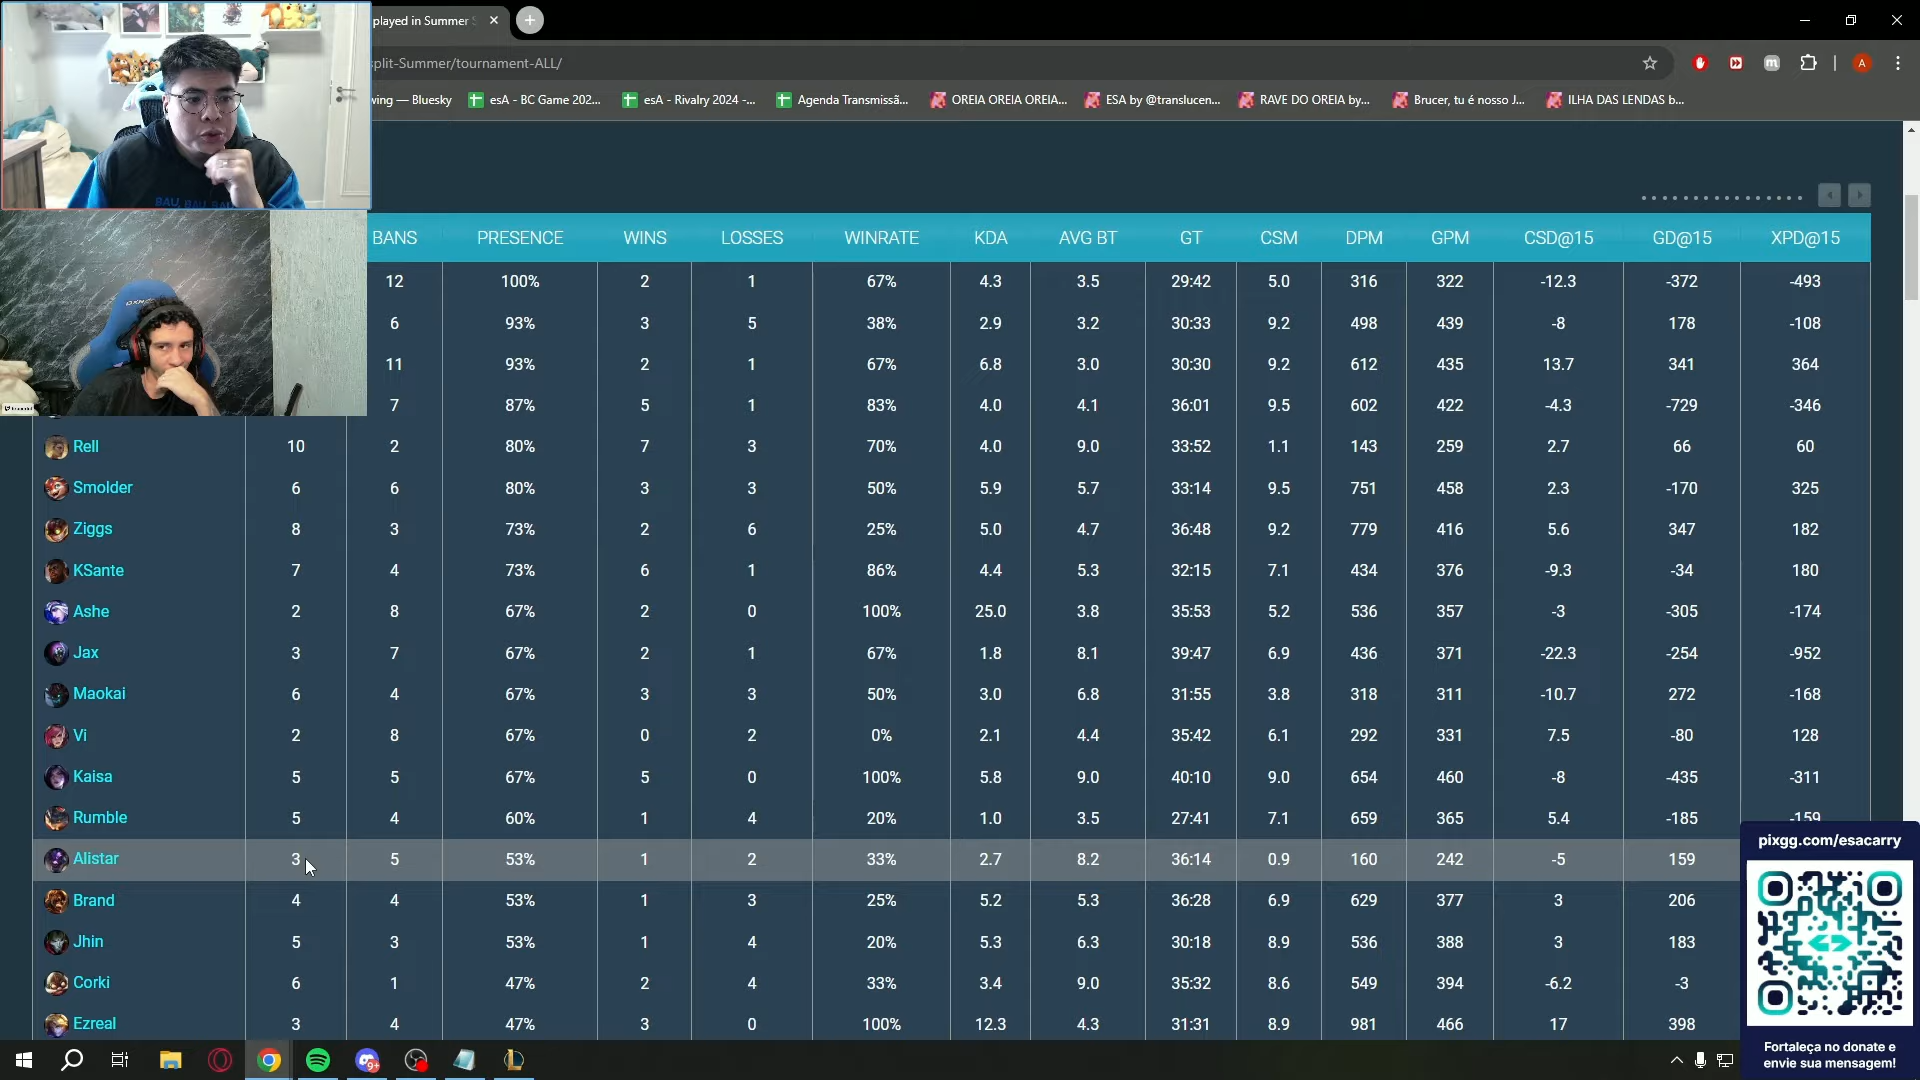 played in Summer S
split-Summer/tournament-ALL/
A
wing — Bluesky
esA - BC Game 202...
esA - Rivalry 2024 -...
Agenda Transmissã...
OREIA OREIA OREIA...
ESA by @translucen...
RAVE DO OREIA by...
Brucer, tu é nosso J...
ILHA DAS LENDAS b...
BANS PRESENCE WINS LOSSES WINRATE KDA AVG BT GT CSM DPM GPM CSD@15 GD@15 XPD@15
12 100% 2 1 67% 4.3 3.5 29:42 5.0 316 322 -12.3 -372 -493
6 93% 3 5 38% 2.9 3.2 30:33 9.2 498 439 -8 178 -108
11 93% 2 1 67% 6.8 3.0 30:30 9.2 612 435 13.7 341 364
7 87% 5 1 83% 4.0 4.1 36:01 9.5 602 422 -4.3 -729 -346
Rell 10 2 80% 7 3 70% 4.0 9.0 33:52 1.1 143 259 2.7 66 60
Smolder 6 6 80% 3 3 50% 5.9 5.7 33:14 9.5 751 458 2.3 -170 325
Ziggs 8 3 73% 2 6 25% 5.0 4.7 36:48 9.2 779 416 5.6 347 182
KSante 7 4 73% 6 1 86% 4.4 5.3 32:15 7.1 434 376 -9.3 -34 180
Ashe 2 8 67% 2 0 100% 25.0 3.8 35:53 5.2 536 357 -3 -305 -174
Jax 3 7 67% 2 1 67% 1.8 8.1 39:47 6.9 436 371 -22.3 -254 -952
Maokai 6 4 67% 3 3 50% 3.0 6.8 31:55 3.8 318 311 -10.7 272 -168
Vi 2 8 67% 0 2 0% 2.1 4.4 35:42 6.1 292 331 7.5 -80 128
Kaisa 5 5 67% 5 0 100% 5.8 9.0 40:10 9.0 654 460 -8 -435 -311
Rumble 5 4 60% 1 4 20% 1.0 3.5 27:41 7.1 659 365 5.4 -185 -159
Alistar 3 5 53% 1 2 33% 2.7 8.2 36:14 0.9 160 242 -5 159
Brand 4 4 53% 1 3 25% 5.2 5.3 36:28 6.9 629 377 3 206
Jhin 5 3 53% 1 4 20% 5.3 6.3 30:18 8.9 536 388 3 183
Corki 6 1 47% 2 4 33% 3.4 9.0 35:32 8.6 549 394 -6.2 -3
Ezreal 3 4 47% 3 0 100% 12.3 4.3 31:31 8.9 981 466 17 398
pixgg.com/esacarry
Fortaleça no donate e
envie sua mensagem!
9+